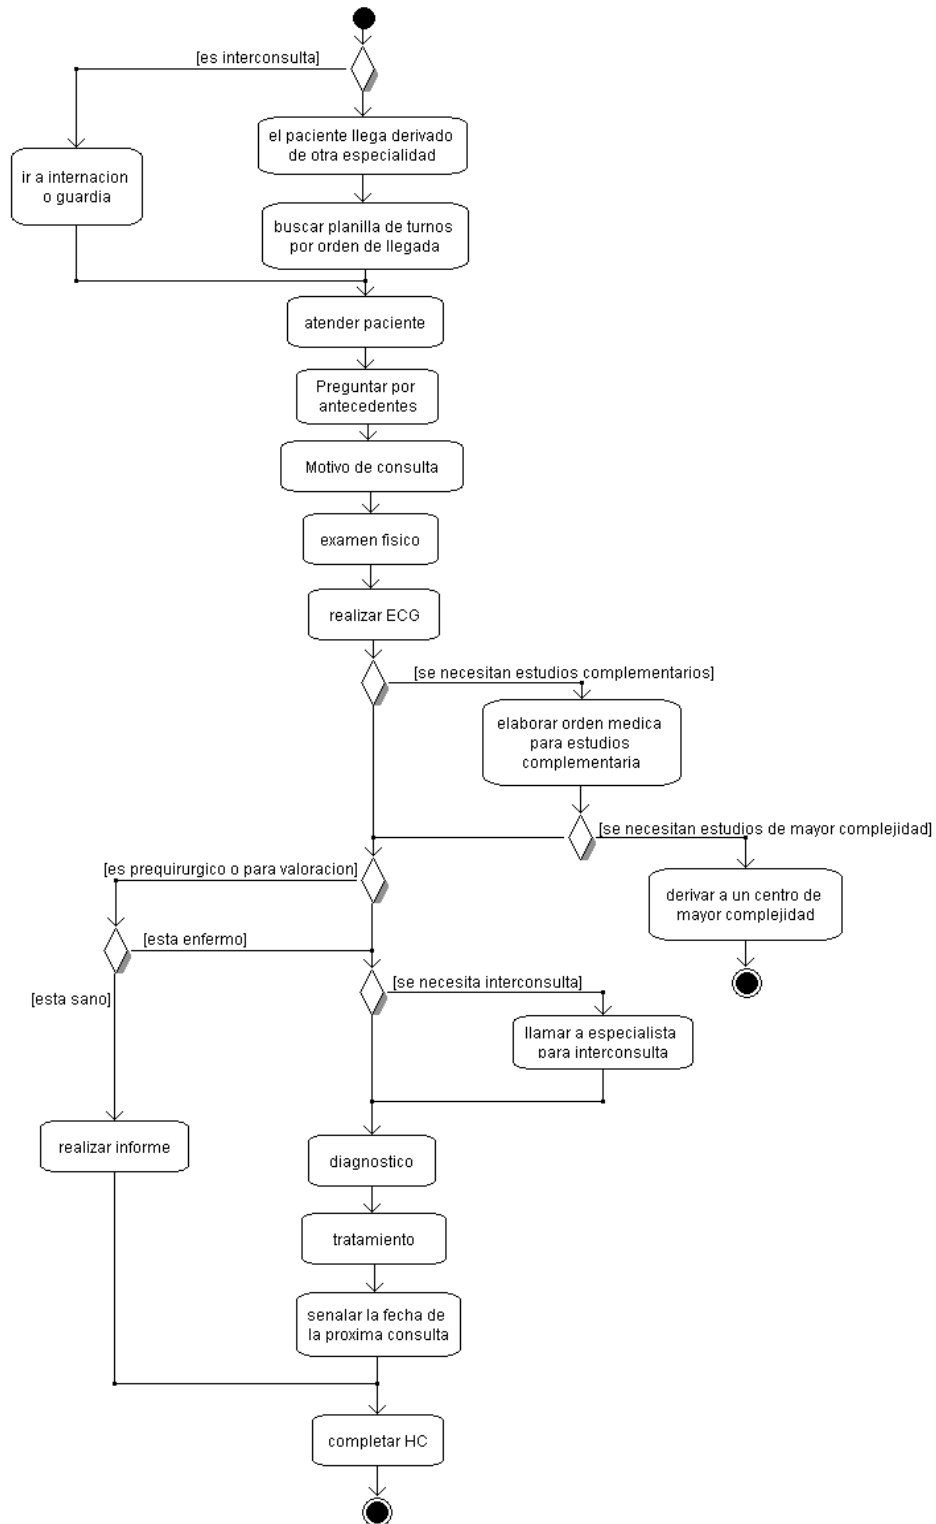 [es interconsulta]
el paciente llega derivado
de otra especialidad
ir a internacion
o guardia
buscar planilla de turnos
por orden de llegada
atender paciente
Preguntar por
antecedentes
Motivo de consulta
examen fisico
realizar ECG
[se necesitan estudios complementarios]
elaborar orden medica
para estudios
complementaria
[se necesitan estudios de mayor complejidad]
[es prequirurgico o para valoracion]
derivar a un centro de
mayor complejidad
[esta enfermo]
[se necesita interconsulta]
[esta sano]
llamar a especialista
para interconsulta
realizar informe
diagnostico
tratamiento
senalar la fecha de
la proxima consulta
completar HC